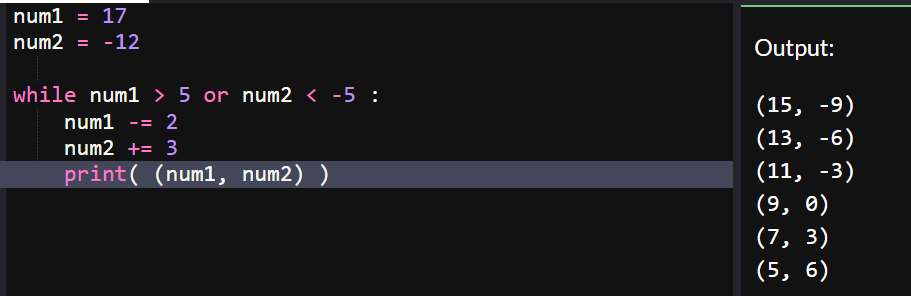 num1 = 17
num2 = -12
while num1 > 5 or num2 < -5 :
    num1 -= 2
    num2 += 3
    print( (num1, num2) )
Output:
(15, -9)
(13, -6)
(11, -3)
(9, 0)
(7, 3)
(5, 6)